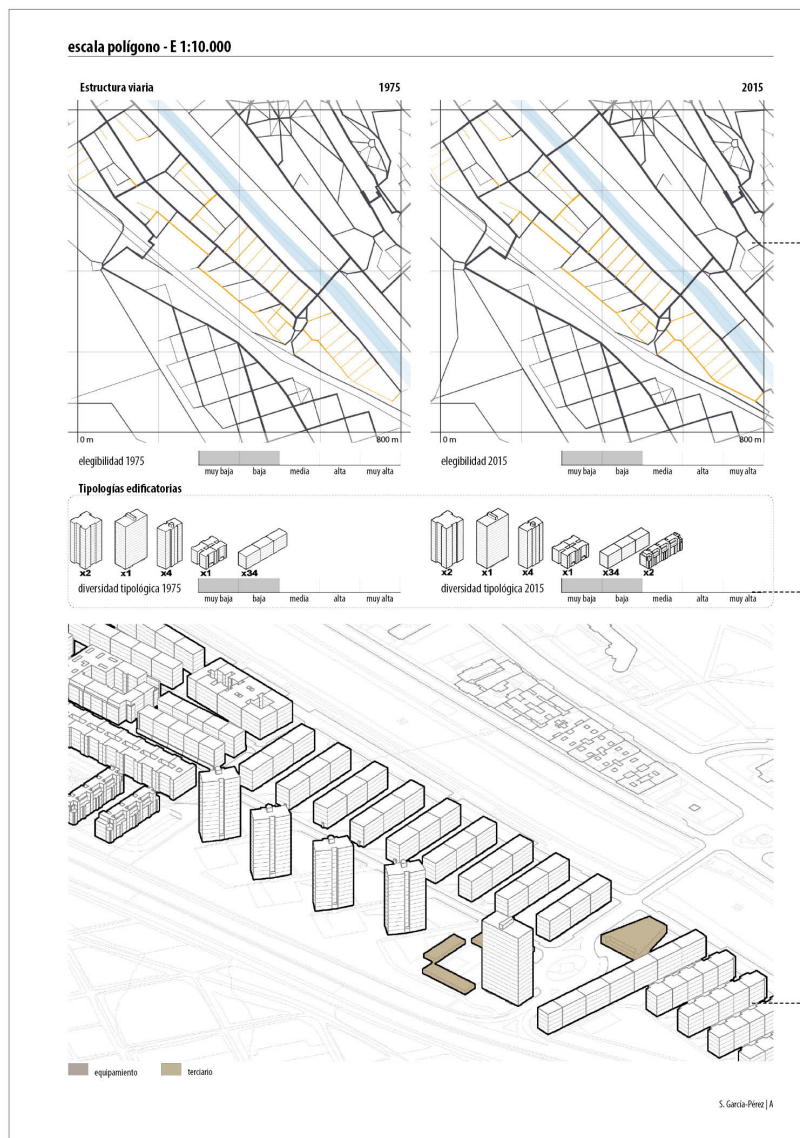 escala polígono - E 1:10.000
Estructura viaria 1975 2015
0 m 800 m 0 m 800 m
elegibilidad 1975 muy baja baja media alta muy alta
elegibilidad 2015 muy baja baja media alta muy alta
Tipologías edificatorias
x2 x1 x4 x1 x34
x2 x1 x4 x1 x34 x2
diversidad tipológica 1975 muy baja baja media alta muy alta
diversidad tipológica 2015 muy baja baja media alta muy alta
equipamiento terciario
S. García-Pérez | A